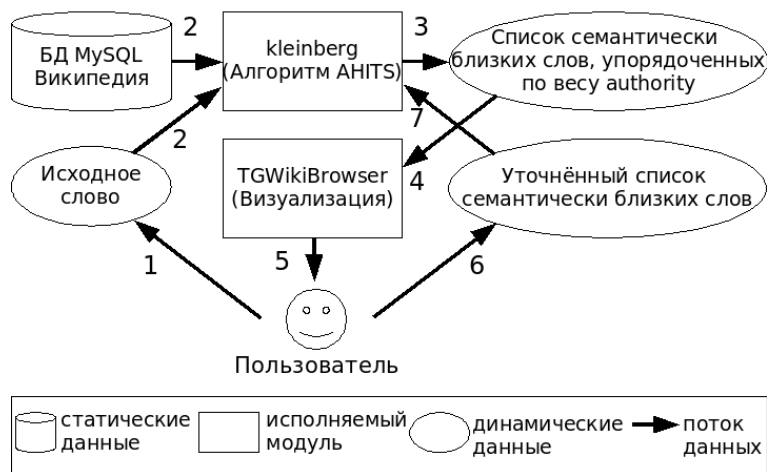 БД MySQL
Википедия
2
kleinberg
(Алгоритм AHITS)
3
Список семантически
близких слов, упорядоченных
по весу authority
2
7
Исходное
слово
TGWikiBrowser
(Визуализация)
4
Уточнённый список
семантически близких слов
1
5
6
Пользователь
статические
данные
исполняемый
модуль
динамические
данные
поток
данных